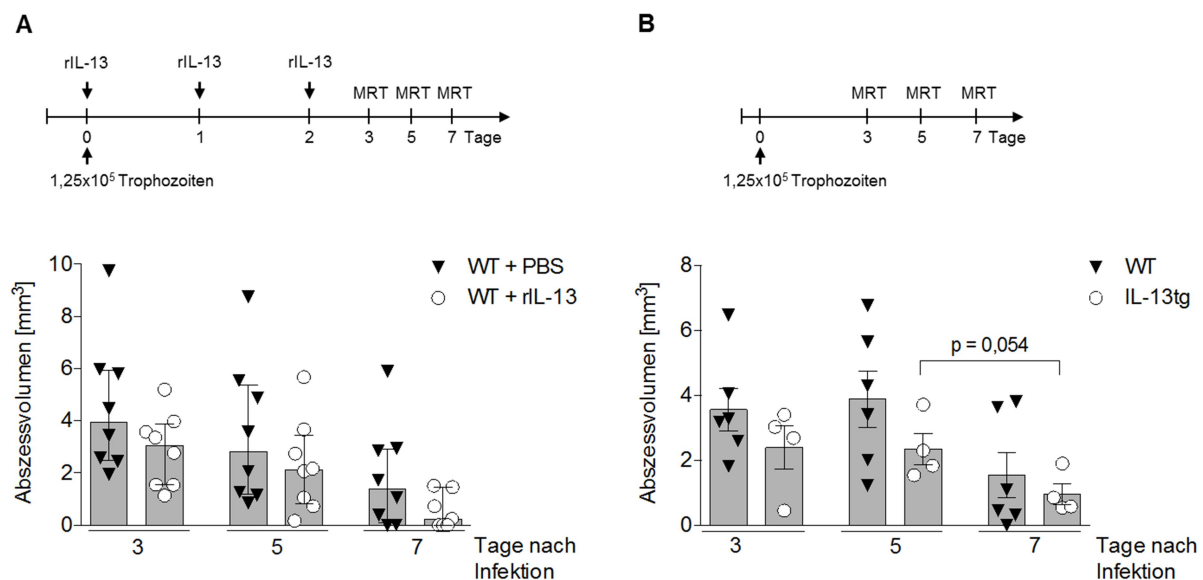 A
rIL-13 rIL-13 rIL-13
MRT MRT MRT
0 1 2 3 5 7 Tage
1,25x10⁵ Trophozoiten
Abszessvolumen [mm³]
10
8
6
4
2
0
WT + PBS
WT + rIL-13
3 5 7 Tage nach
Infektion
B
MRT MRT MRT
0 3 5 7 Tage
1,25x10⁵ Trophozoiten
Abszessvolumen [mm³]
8
6
4
2
0
WT
IL-13tg
p = 0,054
3 5 7 Tage nach
Infektion